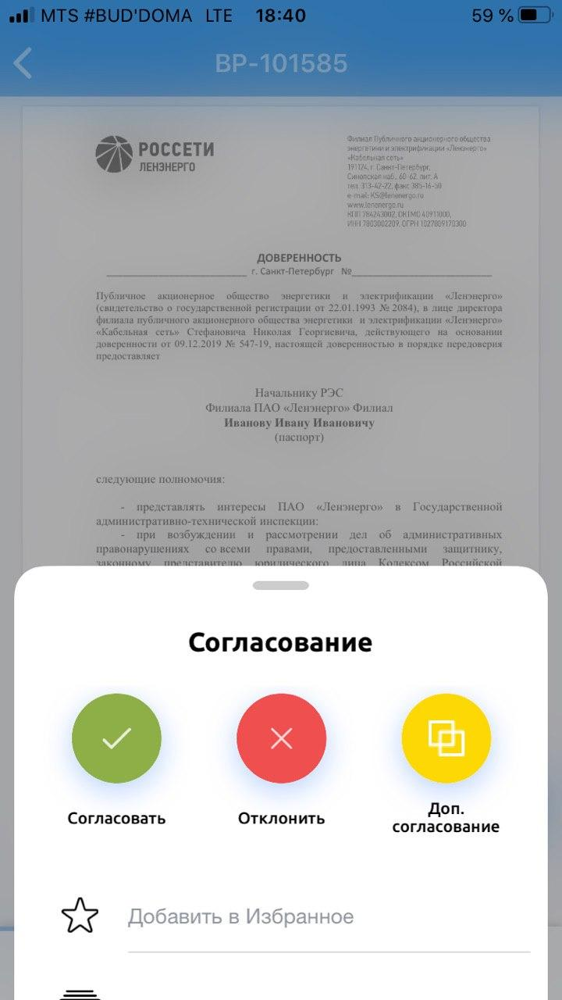 MTS #BUD'DOMA LTE 18:40 59 %
BP-101585
РОССЕТИ
ЛЕНЭНЕРГО
Филиал Публичного акционерного общества
энергетики и электрификации «Ленэнерго»
«Кабельная сеть»
191124, г. Санкт-Петербург,
Синопская наб., 60-62, лит. А
тел. 313-42-22, факс 385-16-50
e-mail: KS@lenenergo.ru
www.lenenergo.ru
КПП 784243002, ОКТМО 40911000,
ИНН 7803002209, ОГРН 1027809170300
ДОВЕРЕННОСТЬ
г. Санкт-Петербург №
Публичное акционерное общество энергетики и электрификации «Ленэнерго»
(свидетельство о государственной регистрации от 22.01.1993 № 2084), в лице директора
филиала публичного акционерного общества энергетики и электрификации «Ленэнерго»
«Кабельная сеть» Стефановича Николая Георгиевича, действующего на основании
доверенности от 09.12.2019 № 547-19, настоящей доверенностью в порядке передоверия
предоставляет
Начальнику РЭС
Филиала ПАО «Ленэнерго» Филиал
Иванову Ивану Ивановичу
(паспорт)
следующие полномочия:
- представлять интересы ПАО «Ленэнерго» в Государственной
административно-технической инспекции:
- при возбуждении и рассмотрении дел об административных
правонарушениях со всеми правами, предоставленными защитнику,
законному представителю юридического лица Кодексом Российской
Согласование
Согласовать
Отклонить
Доп.
согласование
Добавить в Избранное